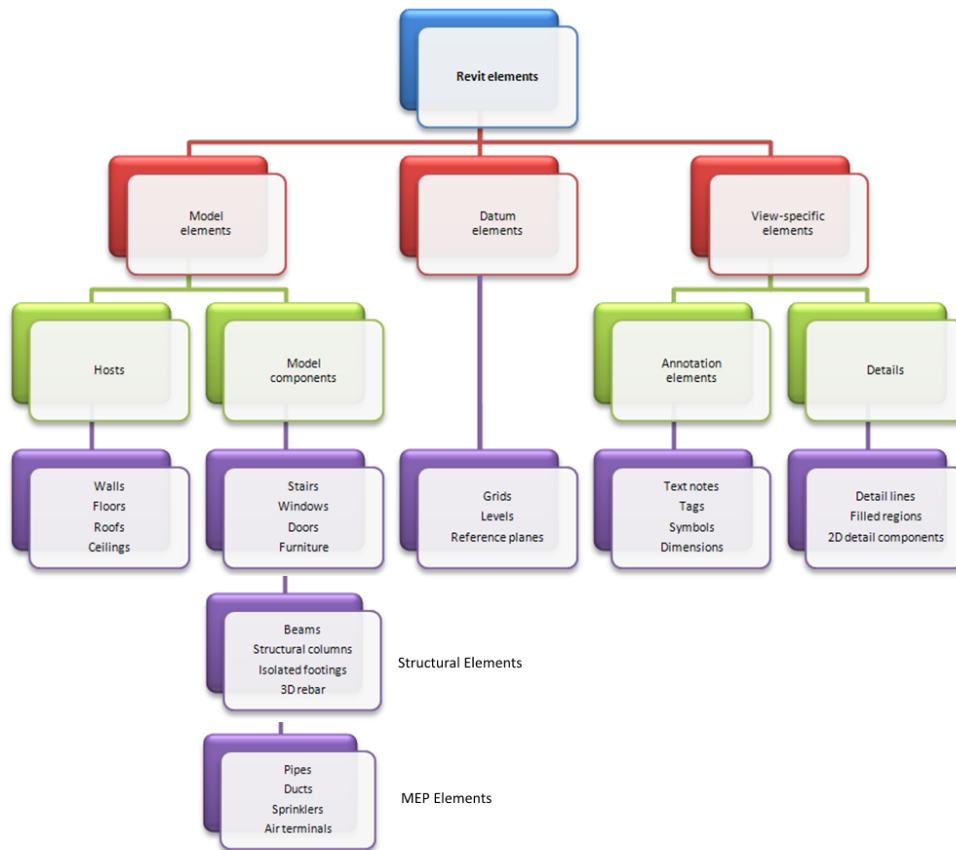 Revit elements
Model
elements
Datum
elements
View-specific
elements
Hosts
Model
components
Annotation
elements
Details
Walls
Floors
Roofs
Ceilings
Stairs
Windows
Doors
Furniture
Grids
Levels
Reference planes
Text notes
Tags
Symbols
Dimensions
Detail lines
Filled regions
2D detail components
Beams
Structural columns
Isolated footings
3D rebar
Structural Elements
Pipes
Ducts
Sprinklers
Air terminals
MEP Elements